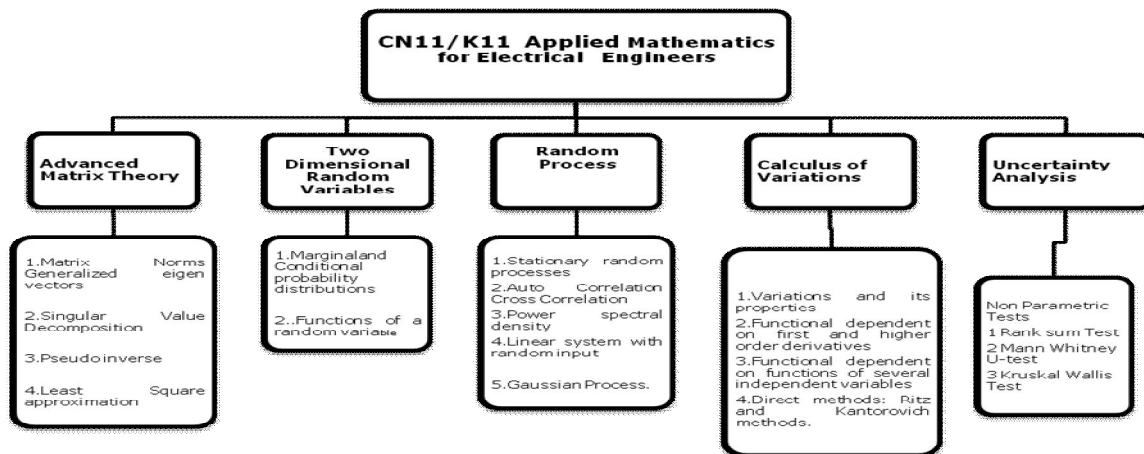 CN11/K11 Applied Mathematics
for Electrical Engineers
Advanced
Matrix Theory
Two
Dimensional
Random
Variables
Random
Process
Calculus of
Variations
Uncertainty
Analysis
1.Matrix Norms
Generalized eigen
vectors
2.Singular Value
Decomposition
3.Pseudo inverse
4.Least Square
approximation
1.Marginaland
Conditional
probability
distributions
2..Functions of a
random variable
1.Stationary random
processes
2.Auto Correlation
Cross Correlation
3.Power spectral
density
4.Linear system with
random input
5.Gaussian Process.
1.Variations and its
properties
2.Functional dependent
on first and higher
order derivatives
3.Functional dependent
on functions of several
independent variables
4.Direct methods: Ritz
and Kantorovich
methods.
Non Parametric
Tests
1 Rank sum Test
2 Mann Whitney
U-test
3 Kruskal Wallis
Test